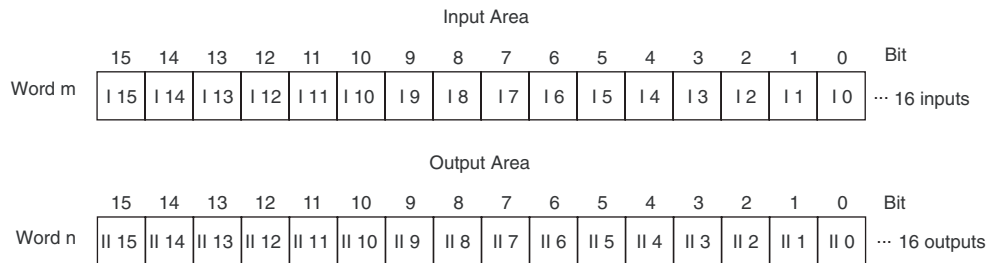 Input Area
15 14 13 12 11 10 9 8 7 6 5 4 3 2 1 0 Bit
Word m I 15 I 14 I 13 I 12 I 11 I 10 I 9 I 8 I 7 I 6 I 5 I 4 I 3 I 2 I 1 I 0 ··· 16 inputs
Output Area
15 14 13 12 11 10 9 8 7 6 5 4 3 2 1 0 Bit
Word n II 15 II 14 II 13 II 12 II 11 II 10 II 9 II 8 II 7 II 6 II 5 II 4 II 3 II 2 II 1 II 0 ··· 16 outputs